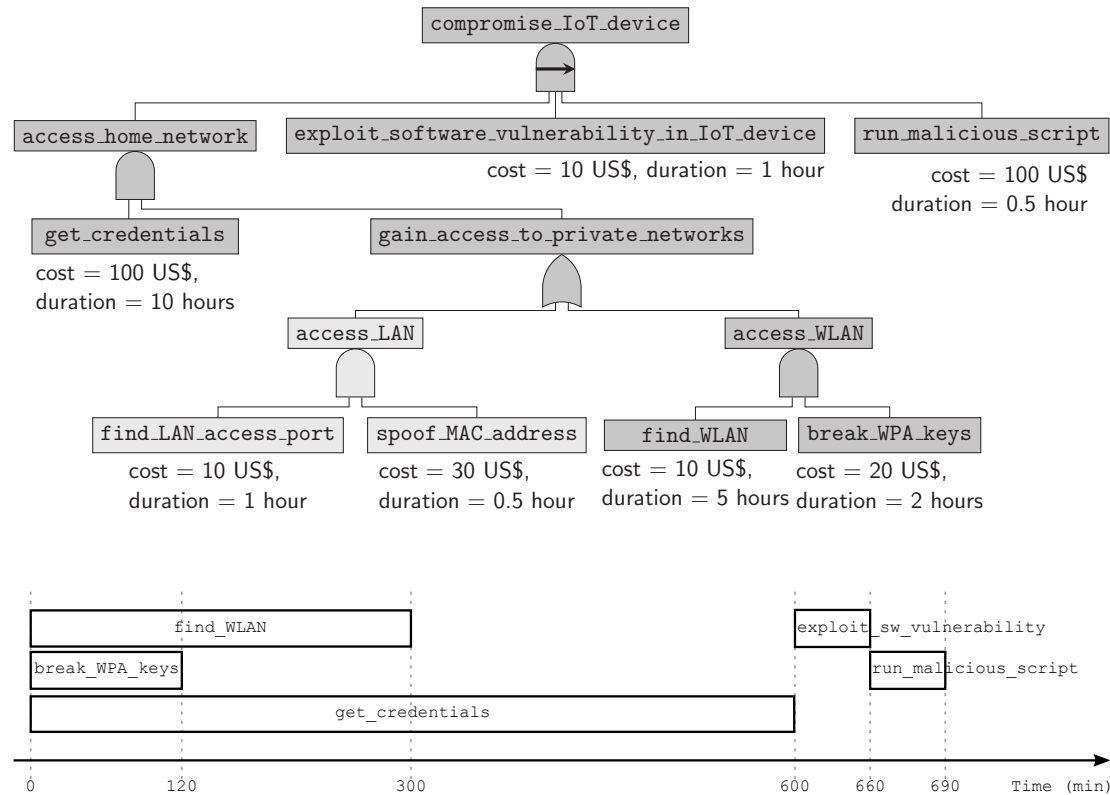 compromise_IoT_device
access_home_network
exploit_software_vulnerability_in_IoT_device
run_malicious_script
cost = 10 US$, duration = 1 hour
cost = 100 US$
duration = 0.5 hour
get_credentials
gain_access_to_private_networks
cost = 100 US$,
duration = 10 hours
access_LAN
access_WLAN
find_LAN_access_port
spoof_MAC_address
find_WLAN
break_WPA_keys
cost = 10 US$,
duration = 1 hour
cost = 30 US$,
duration = 0.5 hour
cost = 10 US$,
duration = 5 hours
cost = 20 US$,
duration = 2 hours
find_WLAN
exploit_sw_vulnerability
break_WPA_keys
run_malicious_script
get_credentials
0 120 300 600 660 690 Time (min)